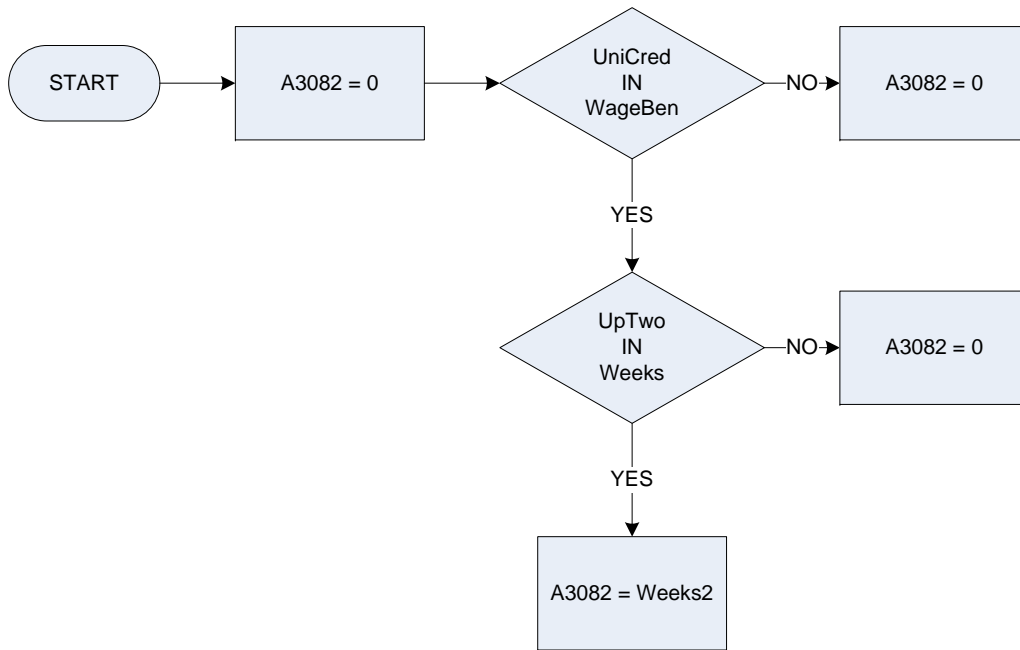 START
A3082 = 0
UniCred
IN
WageBen
NO
A3082 = 0
YES
UpTwo
IN
Weeks
NO
A3082 = 0
YES
A3082 = Weeks2